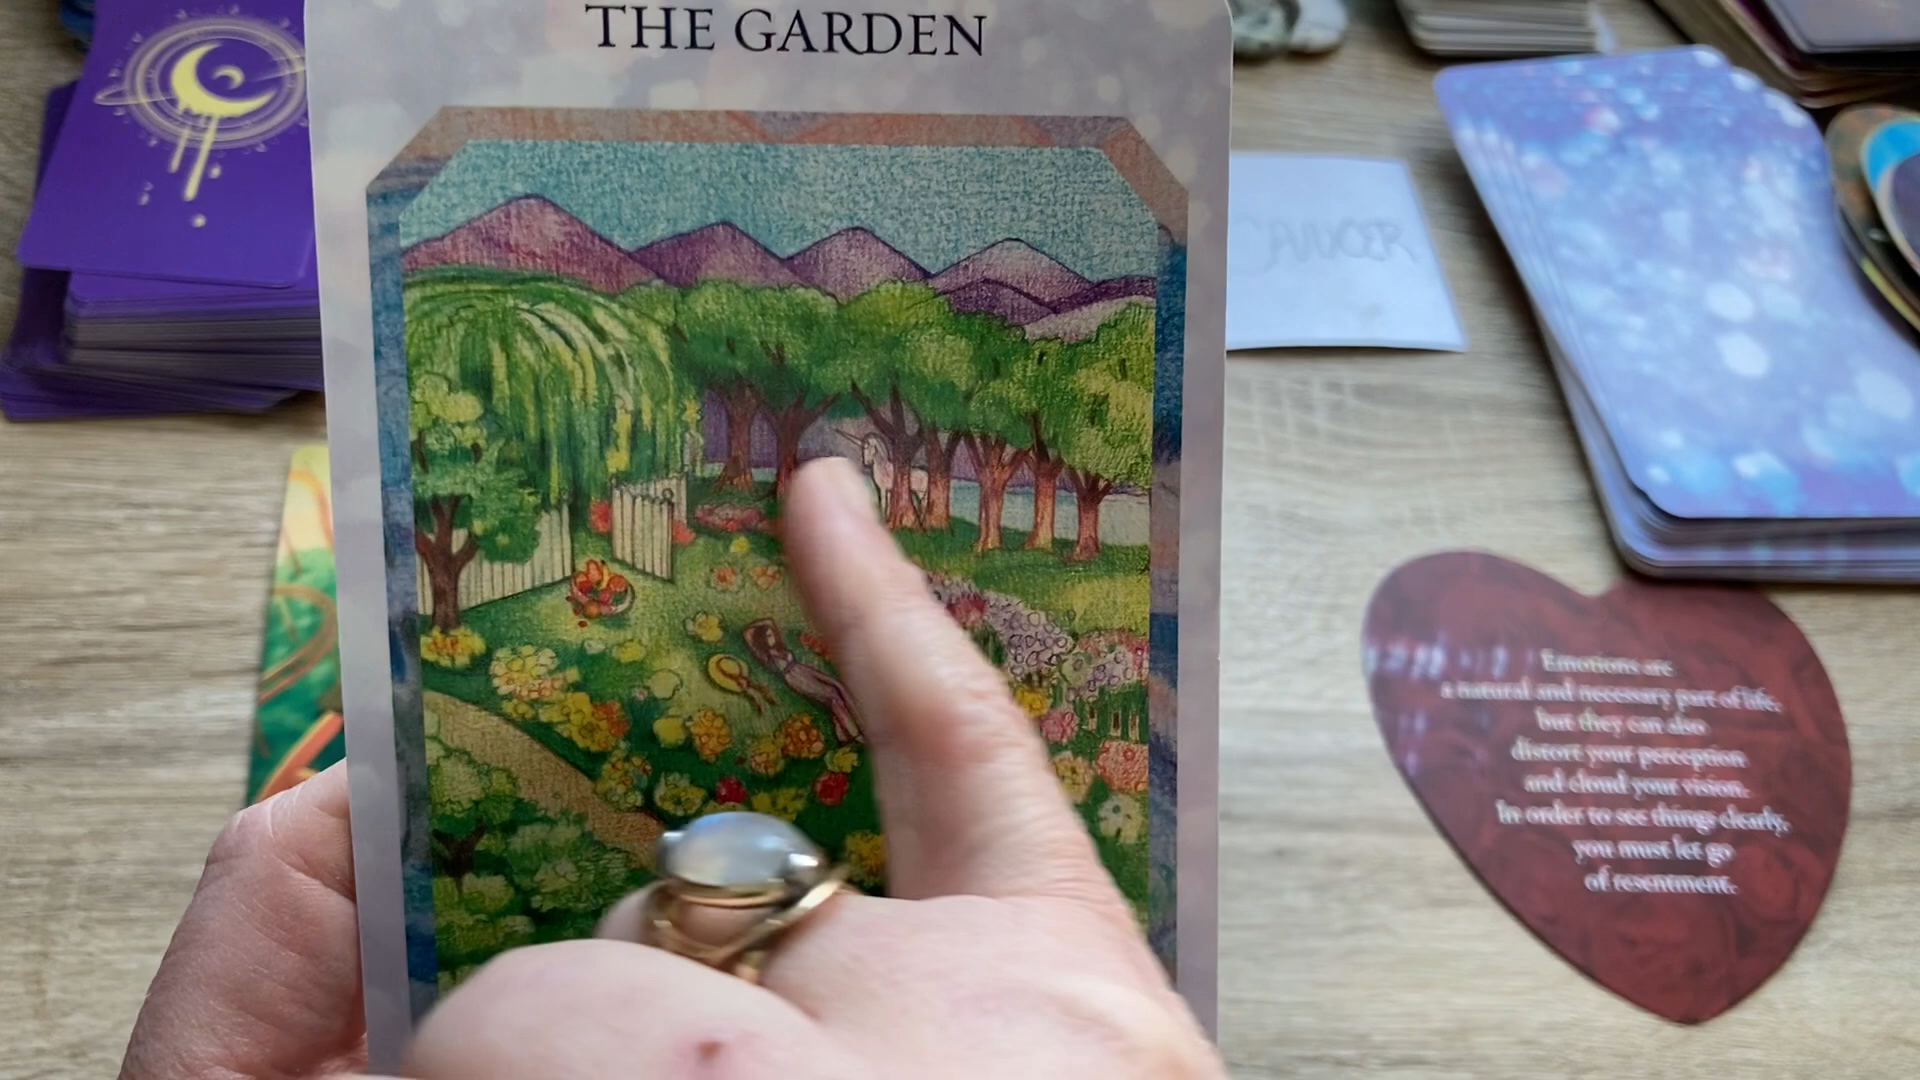 THE GARDEN
CANCER
Emotions are
a natural and necessary part of life,
but they can also
distort your perception
and cloud your vision.
In order to see things clearly,
you must let go
of resentment.